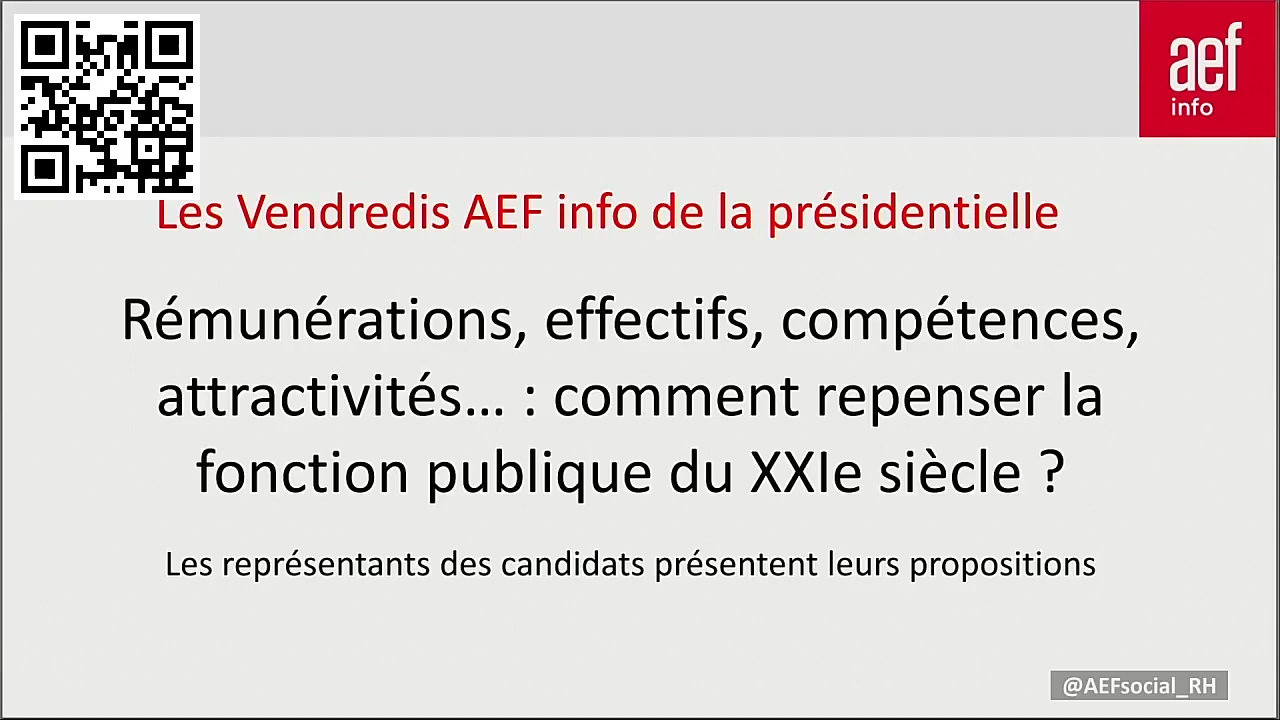 aef
info
Les Vendredis AEF info de la présidentielle
Rémunérations, effectifs, compétences,
attractivités... : comment repenser la
fonction publique du XXIe siècle ?
Les représentants des candidats présentent leurs propositions
@AEFsocial_RH